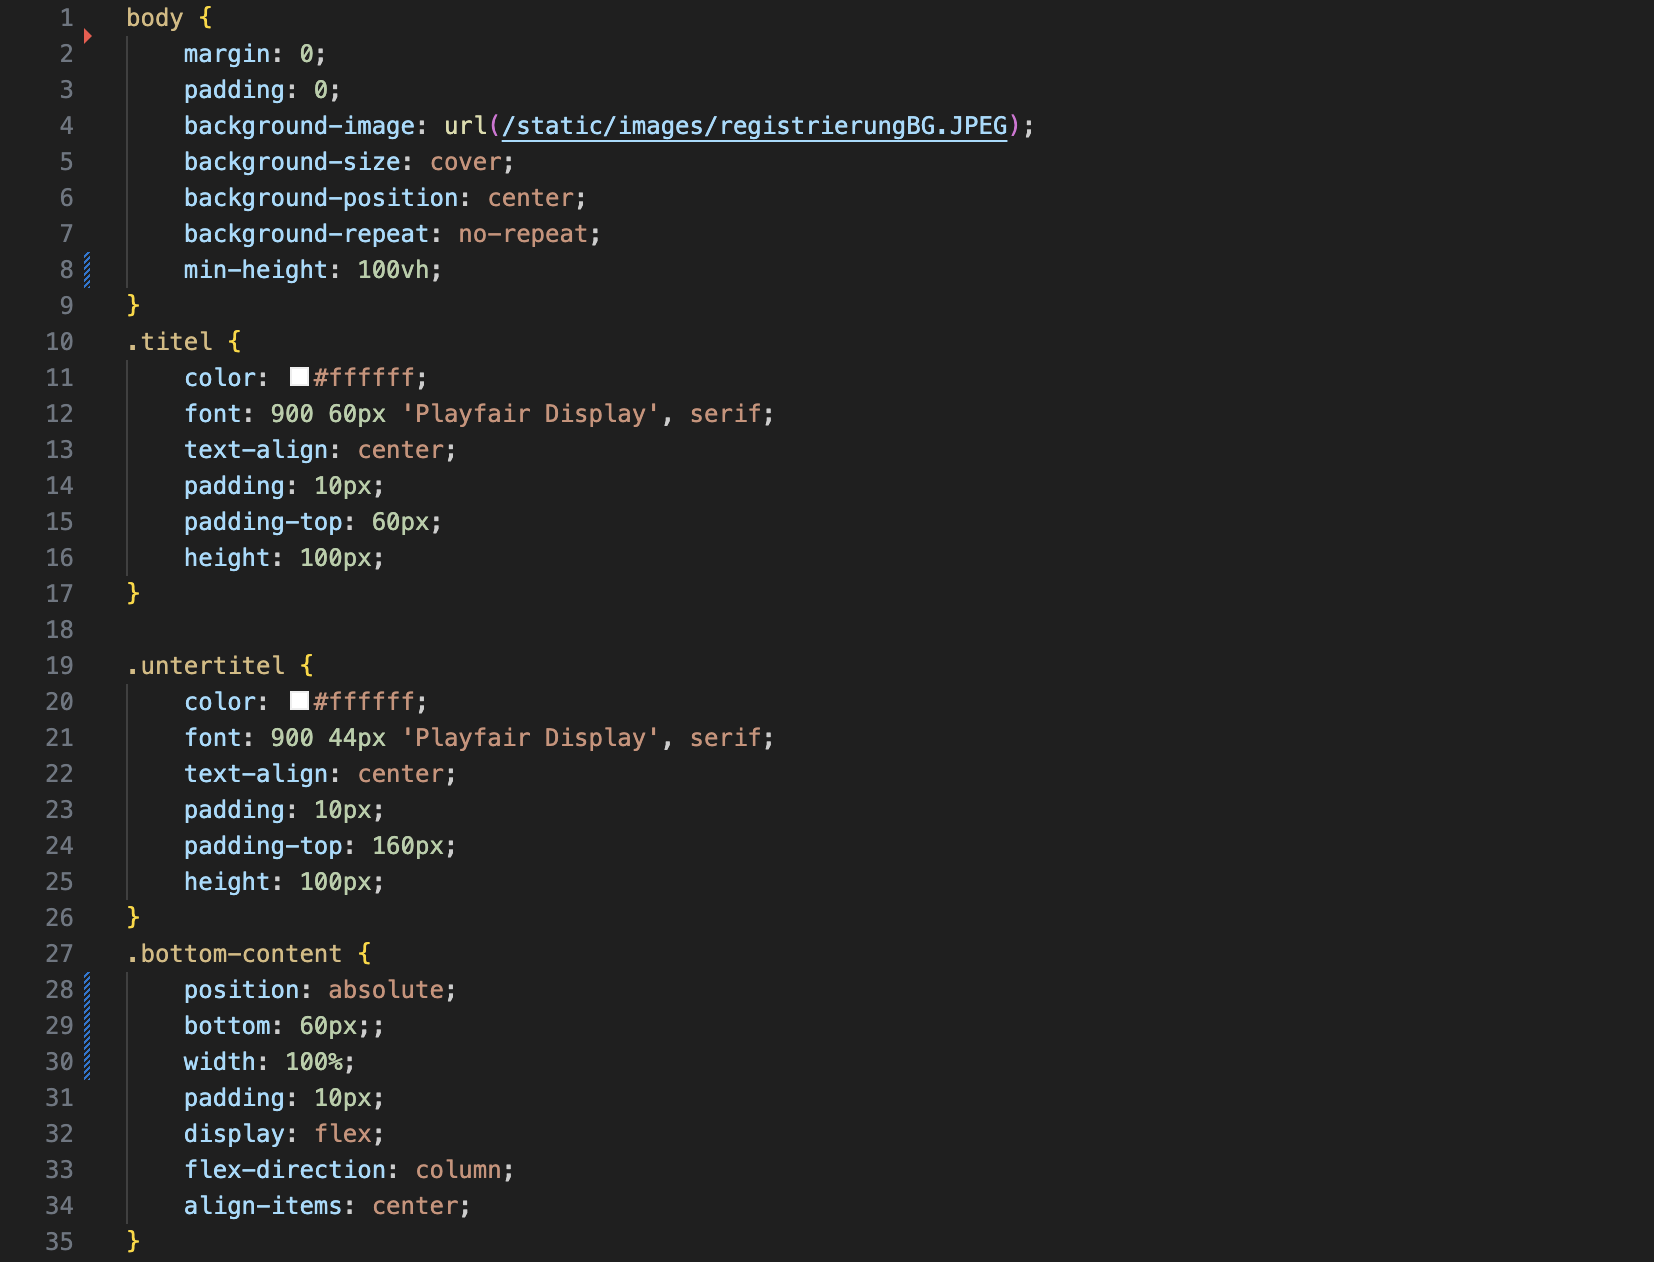 1 body {
2 margin: 0;
3 padding: 0;
4 background-image: url(/static/images/registrierungBG.JPEG);
5 background-size: cover;
6 background-position: center;
7 background-repeat: no-repeat;
8 min-height: 100vh;
9 }
10 .titel {
11 color: #ffffff;
12 font: 900 60px 'Playfair Display', serif;
13 text-align: center;
14 padding: 10px;
15 padding-top: 60px;
16 height: 100px;
17 }
18
19 .untertitel {
20 color: #ffffff;
21 font: 900 44px 'Playfair Display', serif;
22 text-align: center;
23 padding: 10px;
24 padding-top: 160px;
25 height: 100px;
26 }
27 .bottom-content {
28 position: absolute;
29 bottom: 60px;;
30 width: 100%;
31 padding: 10px;
32 display: flex;
33 flex-direction: column;
34 align-items: center;
35 }